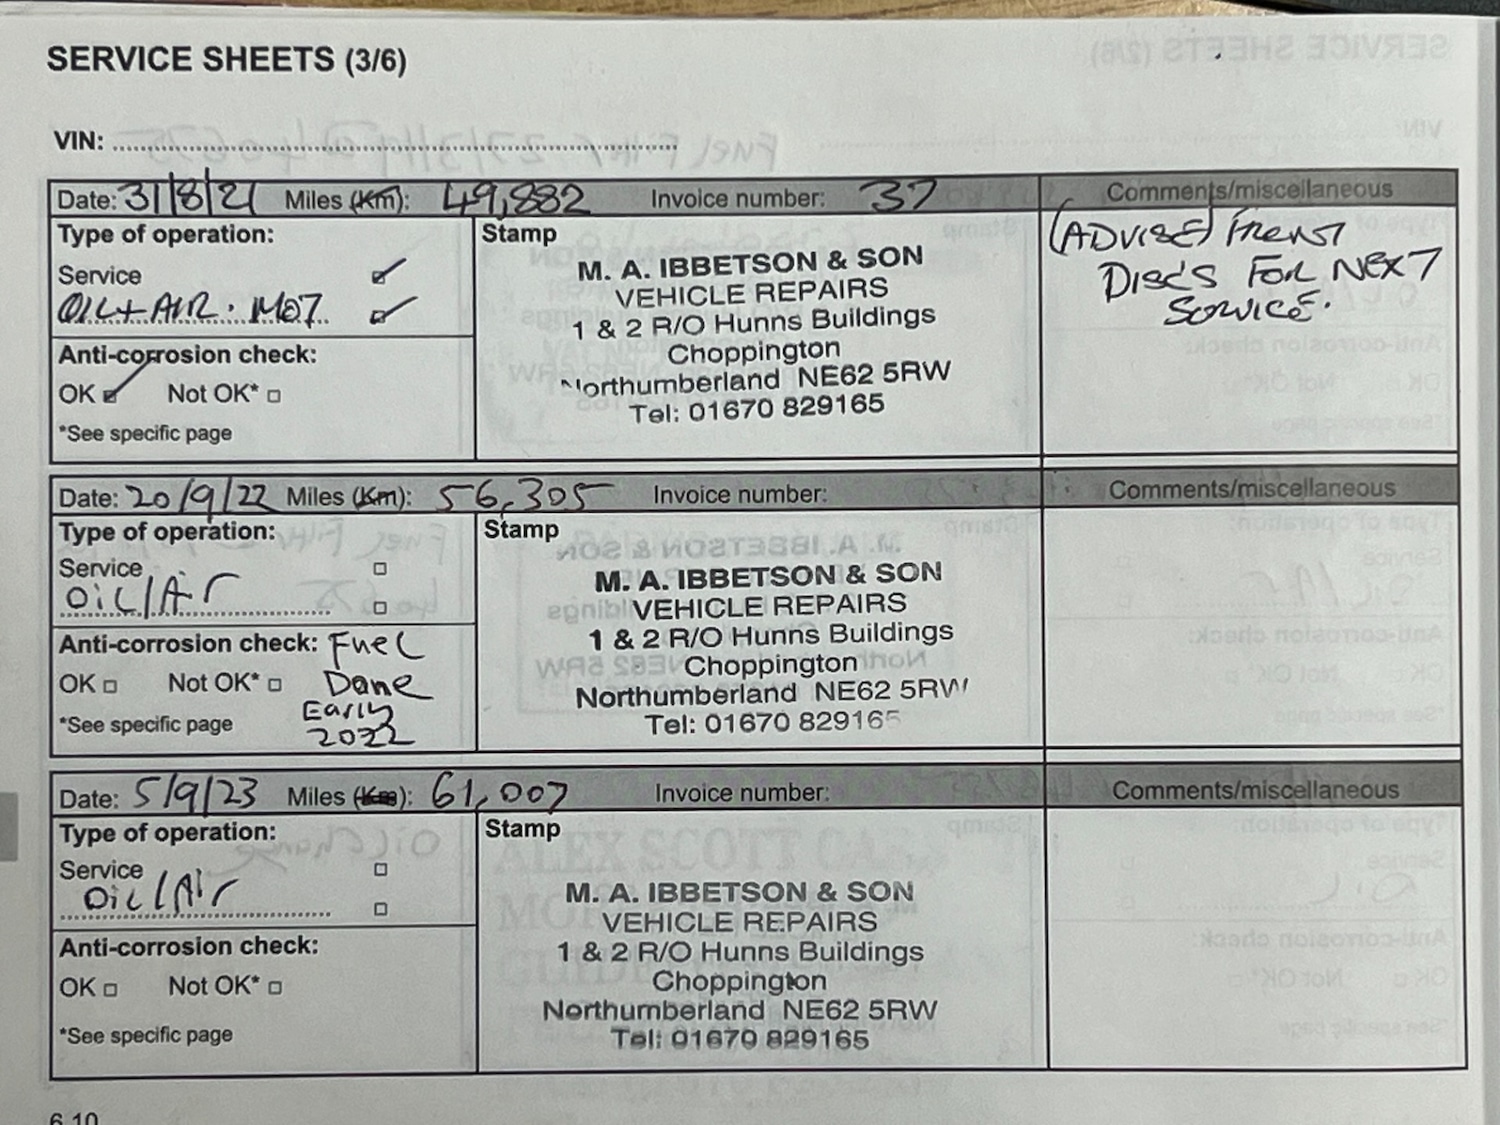 SERVICE SHEETS (3/6)
VIN:
Date: 31/8/21 Miles (Km): 49,882 Invoice number: 37 Comments/miscellaneous
Type of operation:
Service
OIL + AIR. MOT
Anti-corrosion check:
OK Not OK*
*See specific page
Stamp
M. A. IBBETSON & SON
VEHICLE REPAIRS
1 & 2 R/O Hunns Buildings
Choppington
Northumberland NE62 5RW
Tel: 01670 829165
(ADVISE) FRONT
DISCS FOR NEXT
SERVICE.
Date: 20/9/22 Miles (Km): 56,305 Invoice number: Comments/miscellaneous
Type of operation:
Service
Oil/Air
Anti-corrosion check: Fuel
OK Not OK* Done
Early
*See specific page 2022
Stamp
M. A. IBBETSON & SON
VEHICLE REPAIRS
1 & 2 R/O Hunns Buildings
Choppington
Northumberland NE62 5RW
Tel: 01670 829165
Date: 5/9/23 Miles (Km): 61,007 Invoice number: Comments/miscellaneous
Type of operation:
Service
Oil/Air
Anti-corrosion check:
OK Not OK*
*See specific page
Stamp
M. A. IBBETSON & SON
VEHICLE REPAIRS
1 & 2 R/O Hunns Buildings
Choppington
Northumberland NE62 5RW
Tel: 01670 829165
6.10